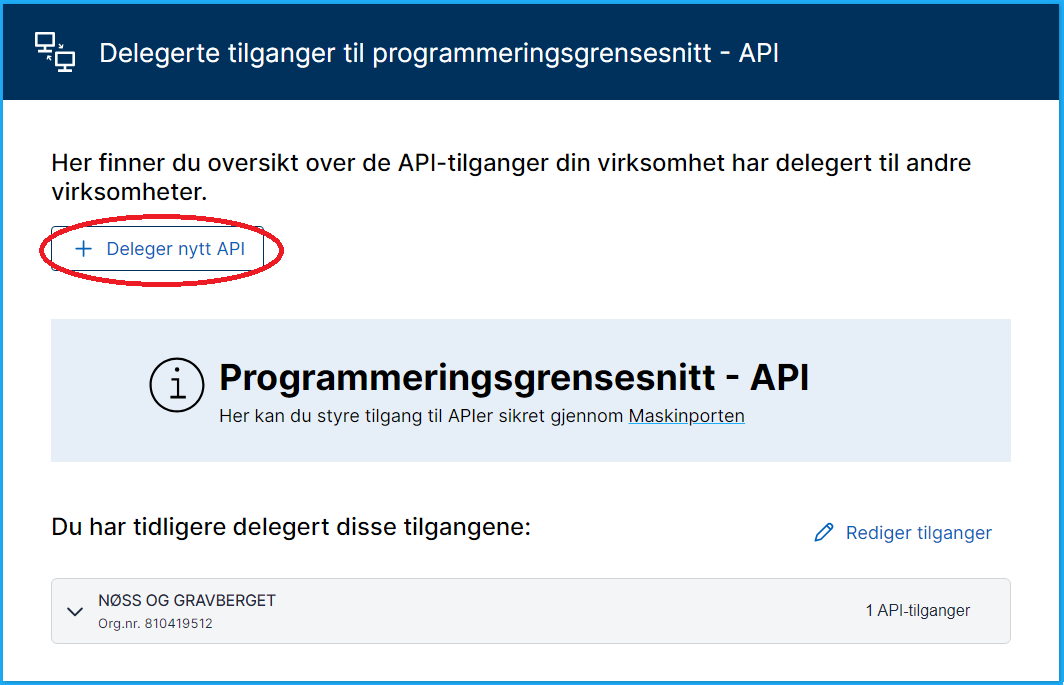 Delegerte tilganger til programmeringsgrensesnitt - API
Her finner du oversikt over de API-tilganger din virksomhet har delegert til andre
virksomheter.
+ Deleger nytt API
Programmeringsgrensesnitt - API
Her kan du styre tilgang til APIer sikret gjennom Maskinporten
Du har tidligere delegert disse tilgangene:
Rediger tilganger
NØSS OG GRAVBERGET
1 API-tilganger
Org.nr. 810419512